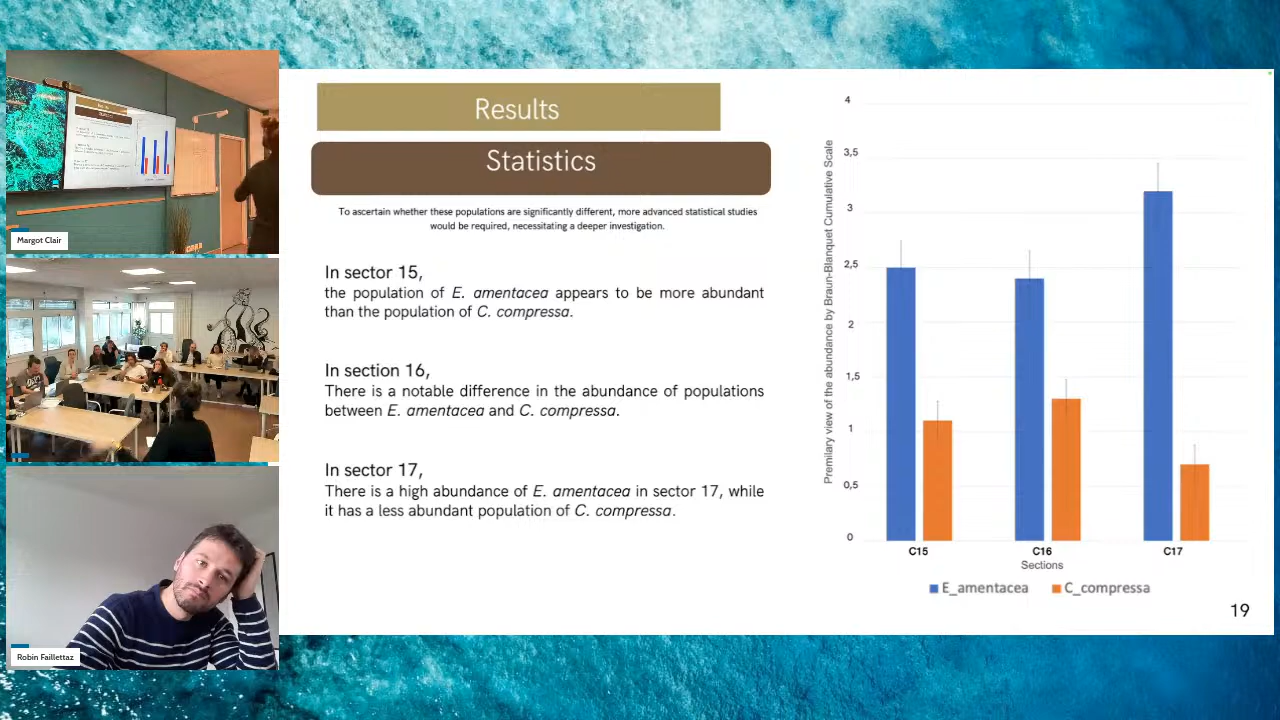 Results
Statistics
To ascertain whether these populations are significantly different, more advanced statistical studies
would be required, necessitating a deeper investigation.
In sector 15,
the population of E. amentacea appears to be more abundant
than the population of C. compressa.
In section 16,
There is a notable difference in the abundance of populations
between E. amentacea and C. compressa.
In sector 17,
There is a high abundance of E. amentacea in sector 17, while
it has a less abundant population of C. compressa.
Premilary view of the abundance by Braun-Blanquet Cumulative Scale
4
3,5
3
2,5
2
1,5
1
0,5
0
C15 C16 C17
Sections
E_amentacea C_compressa
19
Margot Clair
Robin Faillettaz